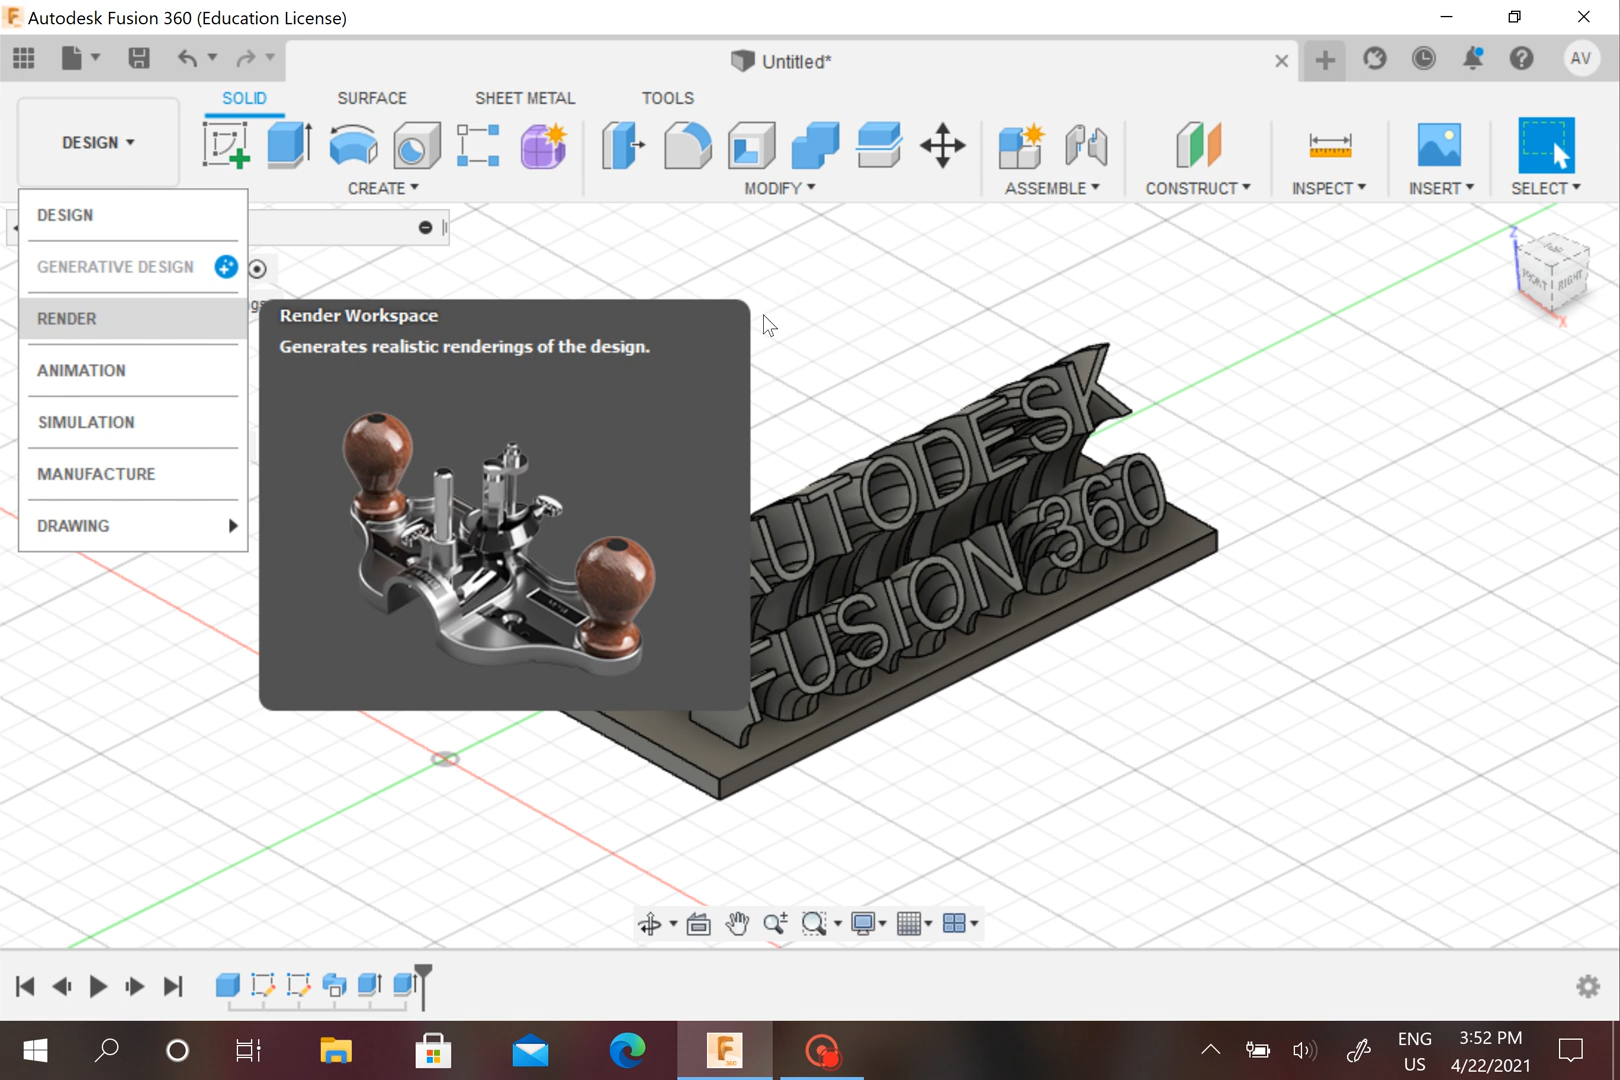 Autodesk Fusion 360 (Education License)
Untitled*
AV
DESIGN
SOLID
SURFACE
SHEET METAL
TOOLS
CREATE
MODIFY
ASSEMBLE
CONSTRUCT
INSPECT
INSERT
SELECT
DESIGN
GENERATIVE DESIGN
RENDER
ANIMATION
SIMULATION
MANUFACTURE
DRAWING
Render Workspace
Generates realistic renderings of the design.
Z
FRONT
RIGHT
X
AUTODESK
FUSION 360
ENG
US
3:52 PM
4/22/2021